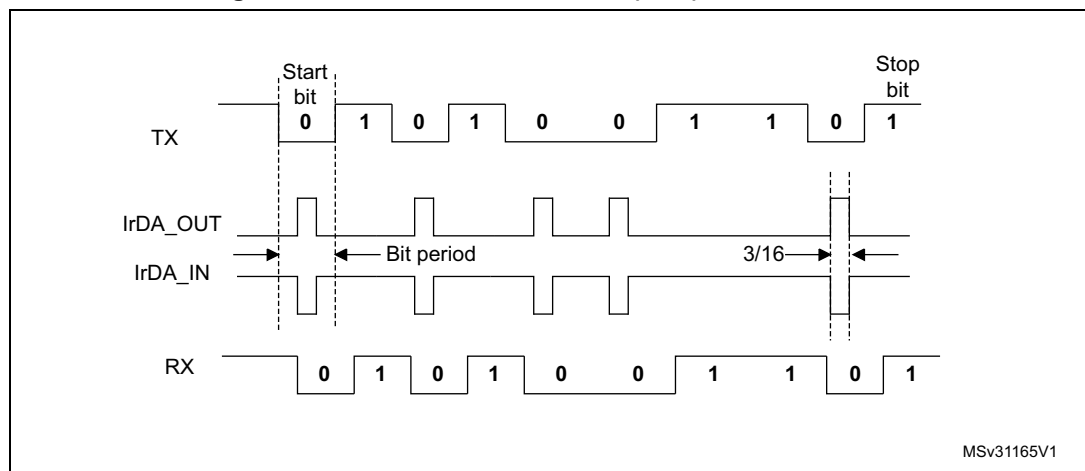 Start
bit
Stop
bit
TX
0 1 0 1 0 0 1 1 0 1
IrDA_OUT
Bit period
3/16
IrDA_IN
RX
0 1 0 1 0 0 1 1 0 1
MSv31165V1